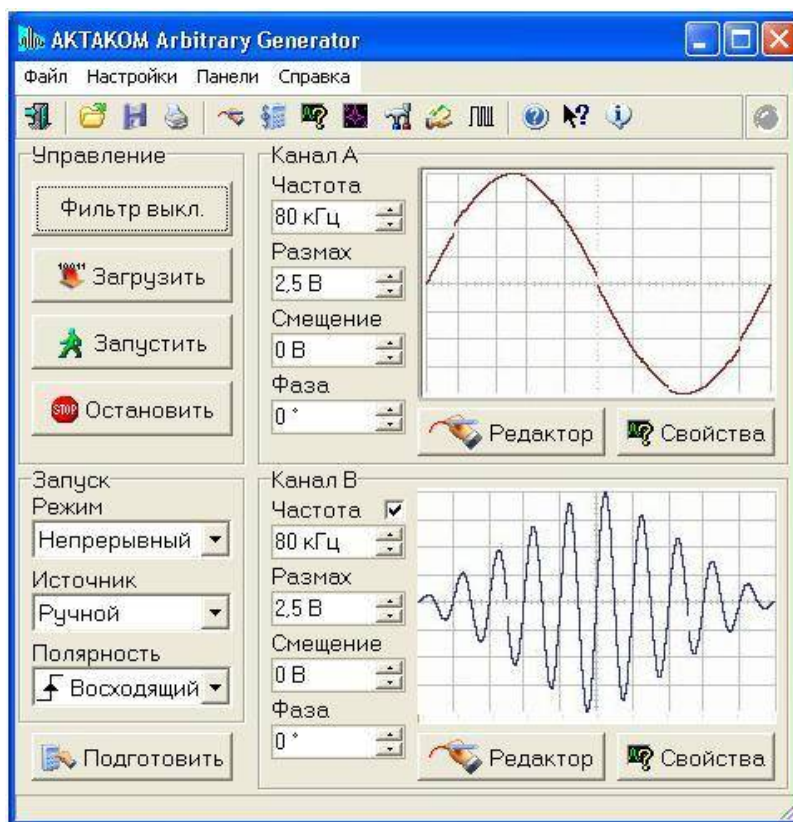 АКТАКОМ Arbitrary Generator
Файл Настройки Панели Справка
Управление
Фильтр выкл.
Загрузить
Запустить
STOP Остановить
Запуск
Режим
Непрерывный
Источник
Ручной
Полярность
Восходящий
Подготовить
Канал А
Частота
80 кГц
Размах
2,5 В
Смещение
0 В
Фаза
0 °
Редактор Свойства
Канал В
Частота
80 кГц
Размах
2,5 В
Смещение
0 В
Фаза
0 °
Редактор Свойства